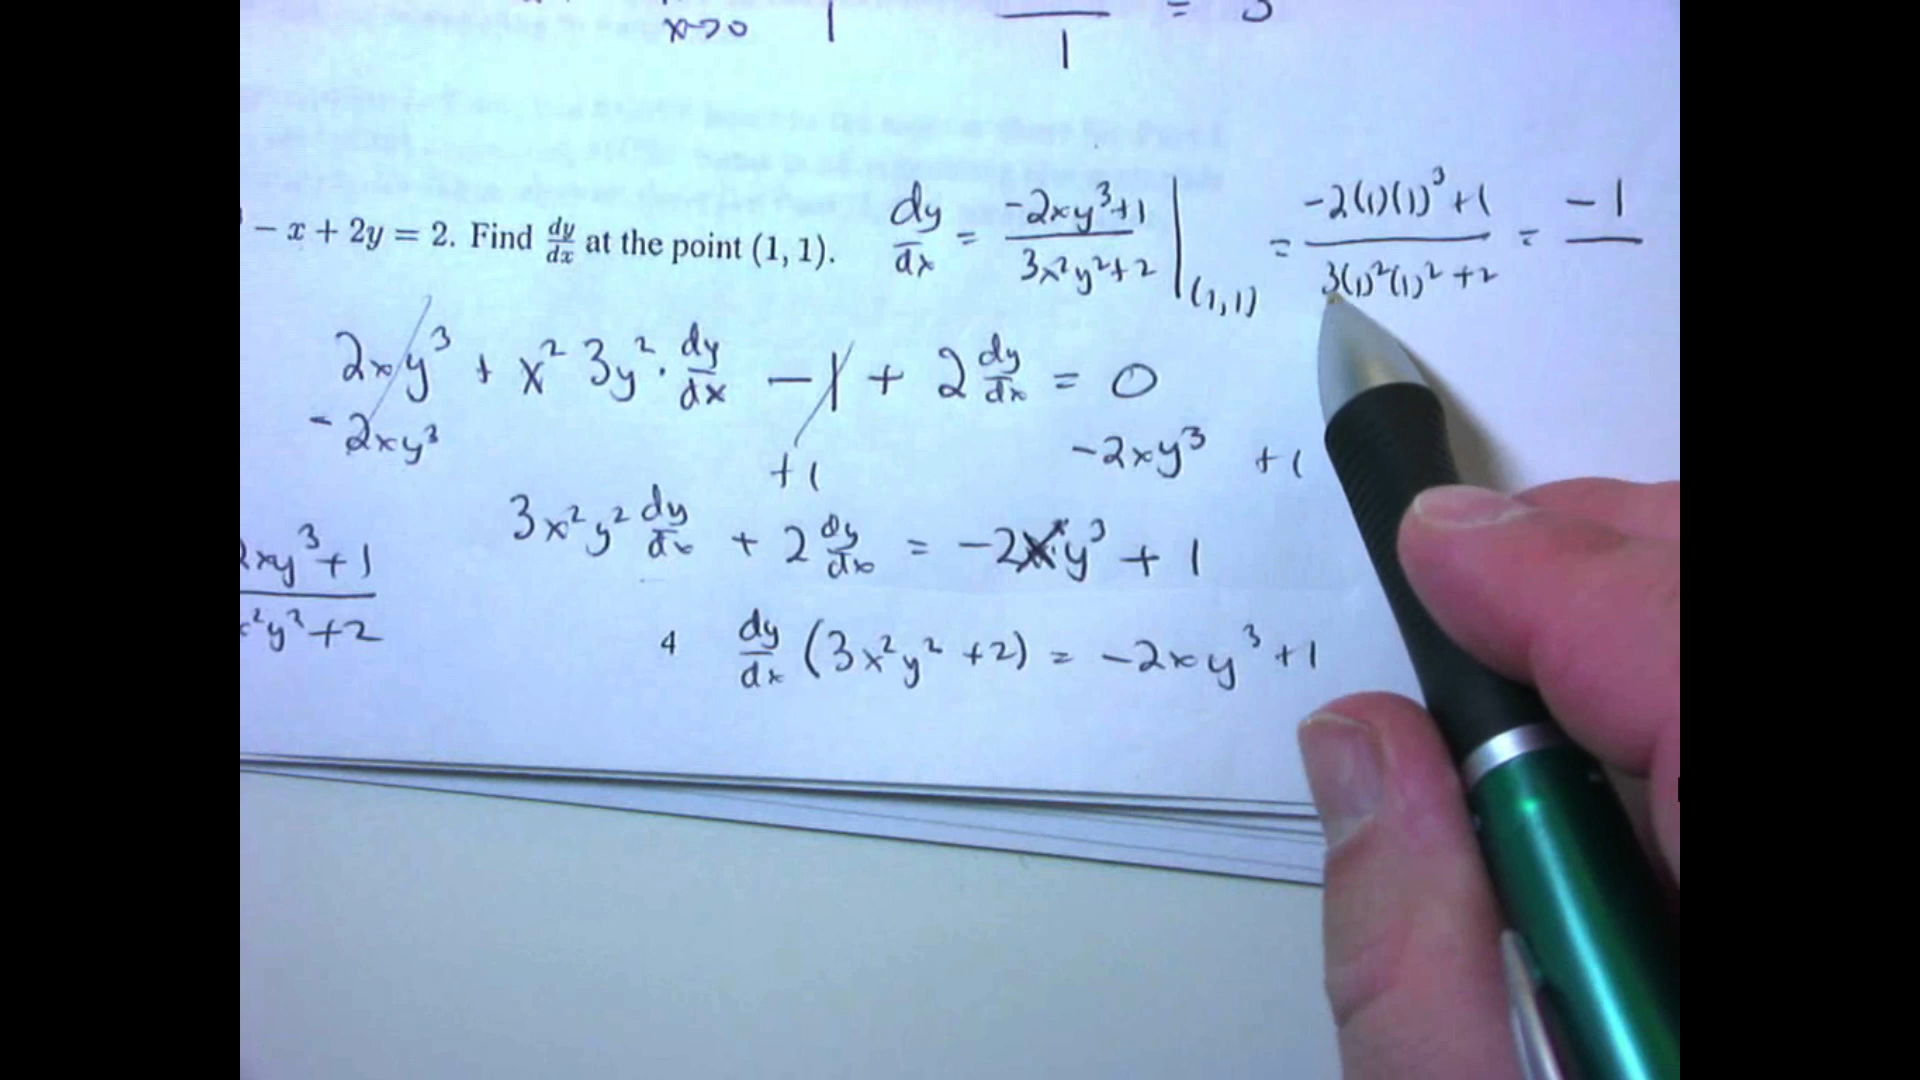 x→0 1 1 =
− x + 2y = 2. Find dy/dx at the point (1, 1). dy/dx = -2xy³+1 / 3x²y²+2 |(1,1) = -2(1)(1)³+1 / 3(1)²(1)²+2 = -1 /
2xy³ + x² 3y² · dy/dx − 1 + 2 dy/dx = 0
-2xy³ +1 -2xy³ +1
3x²y² dy/dx + 2 dy/dx = -2xy³ + 1
2xy³+1 / x²y²+2
4 dy/dx (3x²y² +2) = -2xy³+1